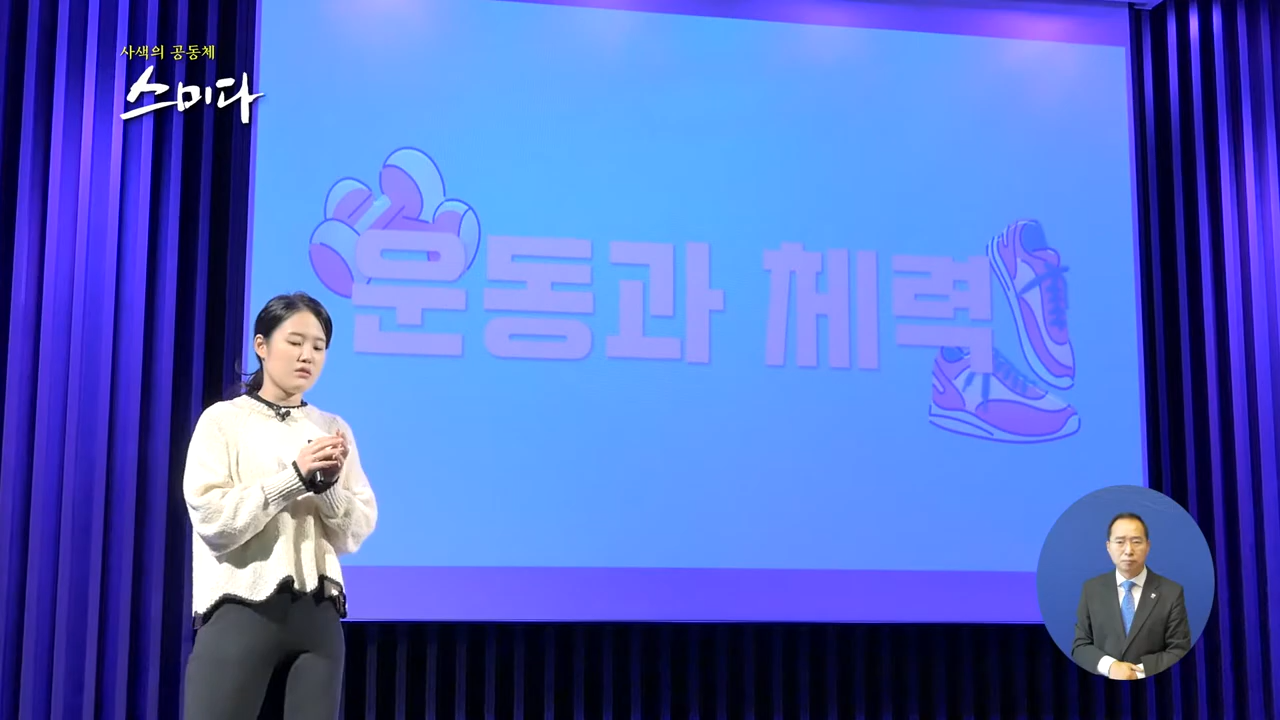 사색의 공동체
스미다
운동과 체력